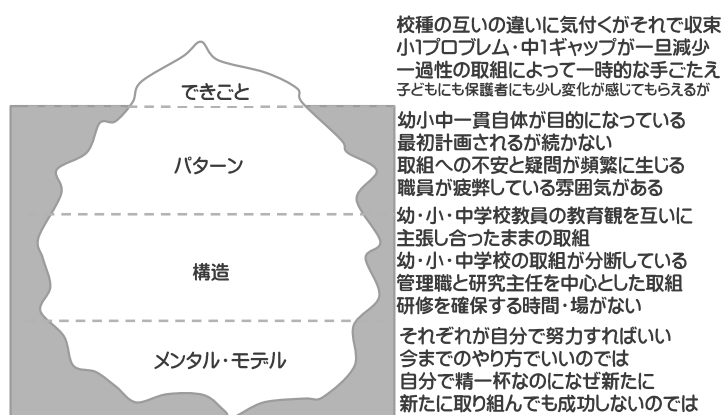 校種の互いの違いに気付くがそれで収束
小1プロブレム・中1ギャップが一旦減少
一過性の取組によって一時的な手ごたえ
子どもにも保護者にも少し変化が感じてもらえるが
できごと
幼小中一貫自体が目的になっている
最初計画されるが続かない
取組への不安と疑問が頻繁に生じる
職員が疲弊している雰囲気がある
パターン
幼・小・中学校教員の教育観を互いに
主張し合ったままの取組
幼・小・中学校の取組が分断している
管理職と研究主任を中心とした取組
研修を確保する時間・場がない
構造
それぞれが自分で努力すればいい
今までのやり方でいいのでは
自分で精一杯なのになぜ新たに
新たに取り組んでも成功しないのでは
メンタル・モデル